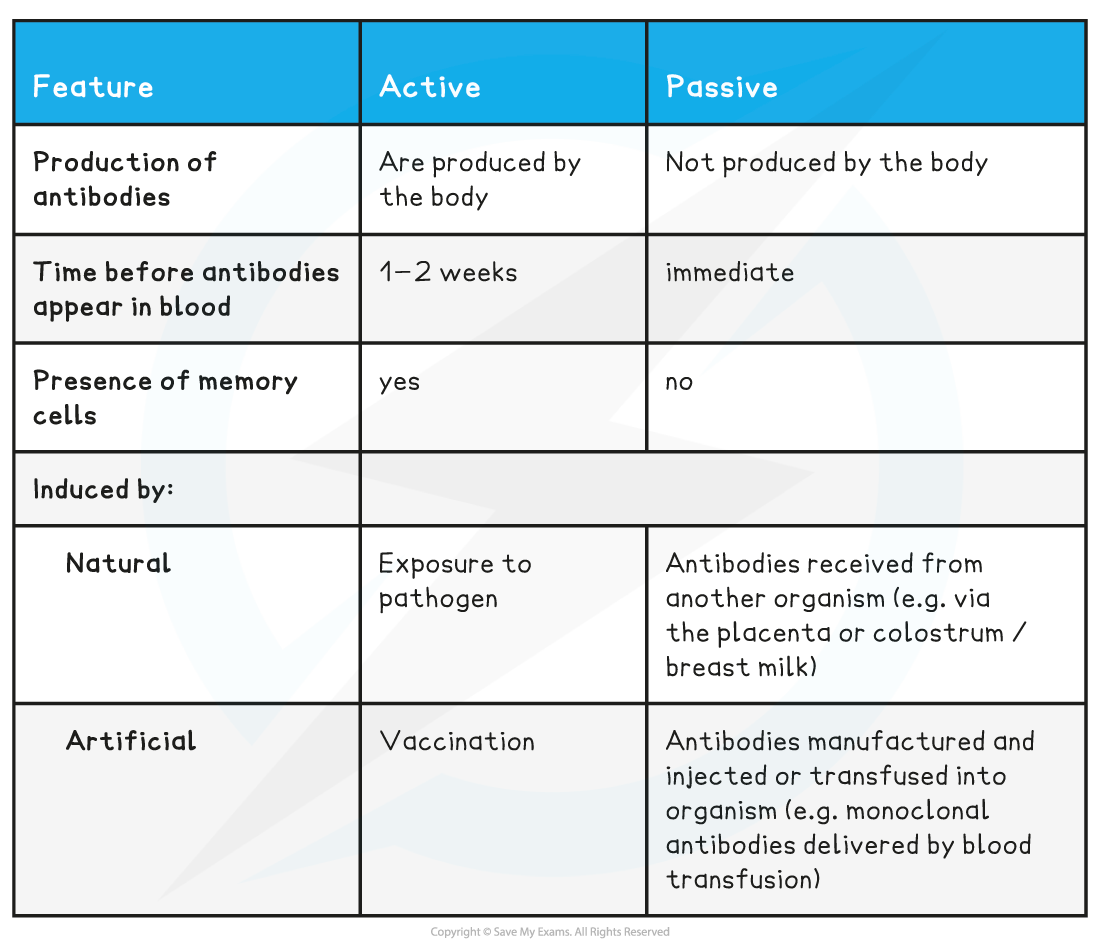 Feature
Active
Passive
Production of
antibodies
Are produced by
the body
Not produced by the body
Time before antibodies
appear in blood
1–2 weeks
immediate
Presence of memory
cells
yes
no
Induced by:
Natural
Exposure to
pathogen
Antibodies received from
another organism (e.g. via
the placenta or colostrum /
breast milk)
Artificial
Vaccination
Antibodies manufactured and
injected or transfused into
organism (e.g. monoclonal
antibodies delivered by blood
transfusion)
Copyright © Save My Exams. All Rights Reserved